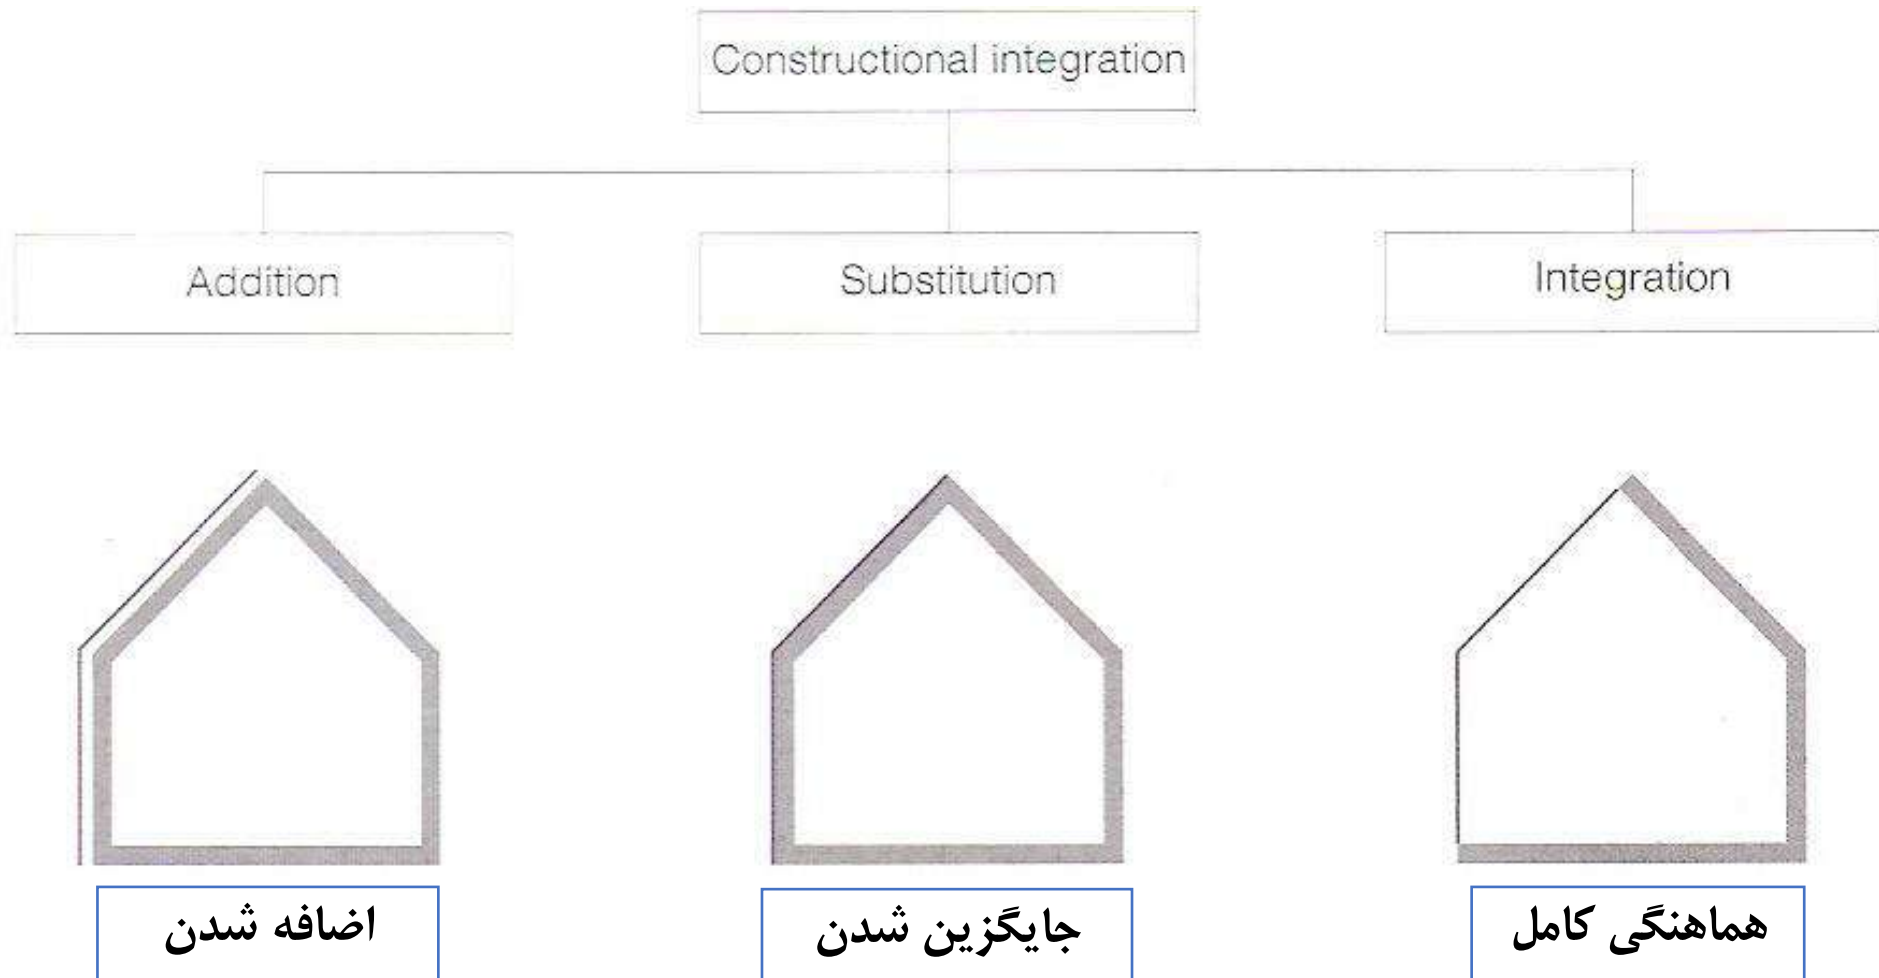 Constructional integration
Addition
Substitution
Integration
اضافه شدن
جایگزین شدن
هماهنگی کامل